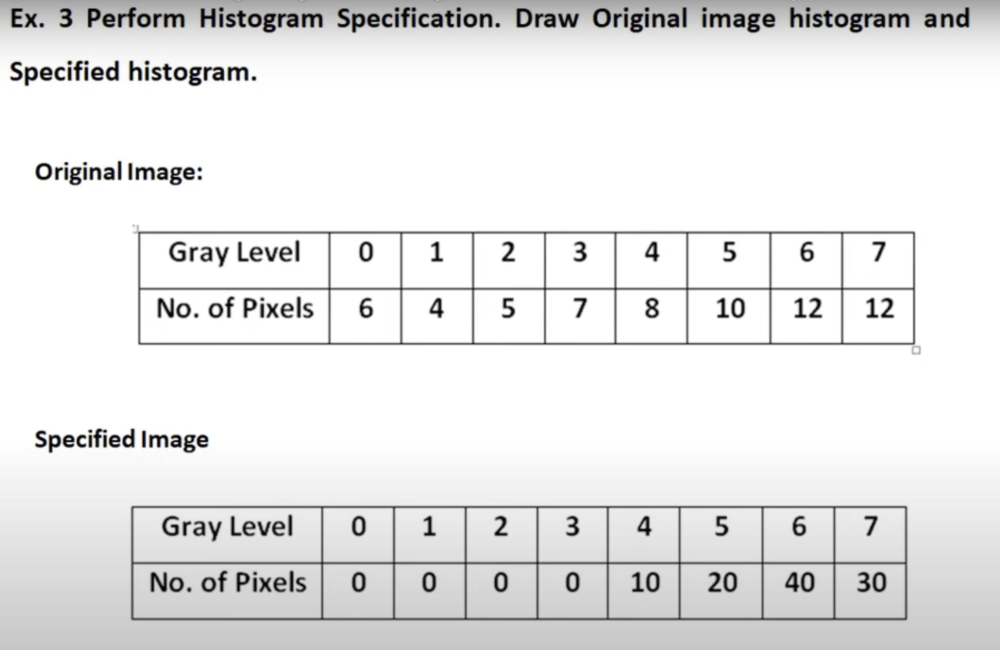 Ex. 3 Perform Histogram Specification. Draw Original image histogram and
Specified histogram.
Original Image:
Gray Level 0 1 2 3 4 5 6 7
No. of Pixels 6 4 5 7 8 10 12 12
Specified Image
Gray Level 0 1 2 3 4 5 6 7
No. of Pixels 0 0 0 0 10 20 40 30